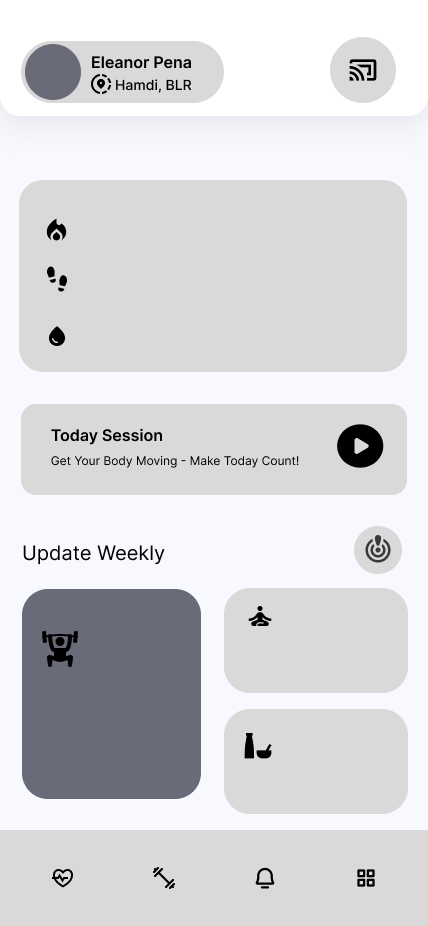 Eleanor Pena
Hamdi, BLR
Today Session
Get Your Body Moving - Make Today Count!
Update Weekly